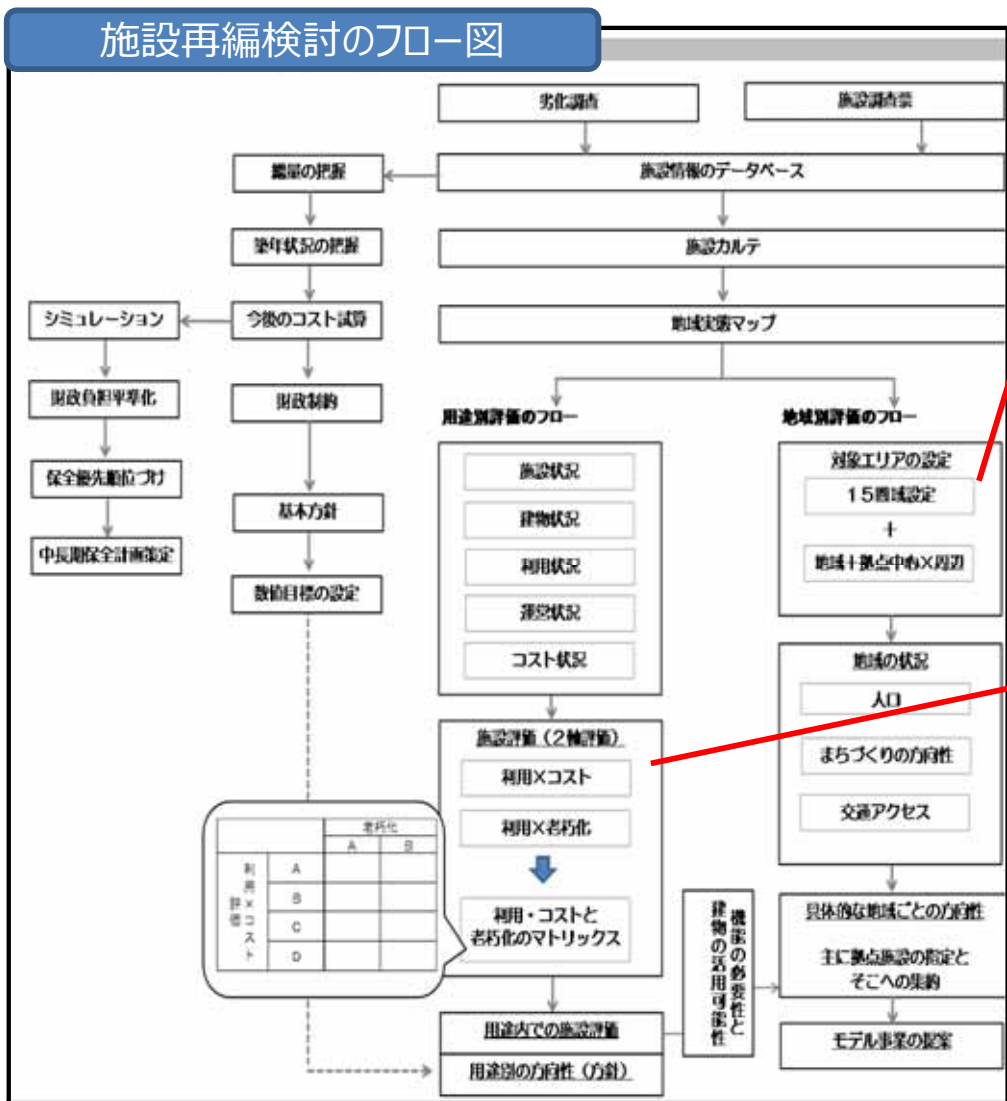 施設再編検討のフロー図
劣化調査
施設調査票
総量の把握
施設情報のデータベース
築年状況の把握
施設カルテ
シミュレーション
今後のコスト試算
地域実態マップ
財政負担平準化
財政制約
用途別評価のフロー
地域別評価のフロー
保全優先順位づけ
基本方針
中長期保全計画策定
数値目標の設定
施設状況
建物状況
利用状況
運営状況
コスト状況
対象エリアの設定
15圏域設定
+
地域+拠点中心×周辺
地域の状況
人口
まちづくりの方向性
交通アクセス
施設評価(2軸評価)
利用×コスト
利用×老朽化
利用・コストと
老朽化のマトリックス
老朽化
A B
利用×コスト
評価
A
B
C
D
機能の必要性と
建物の活用可能性
具体的な地域ごとの方向性
主に拠点施設の指定と
そこへの集約
用途内での施設評価
用途別の方向性(方針)
モデル事業の提案